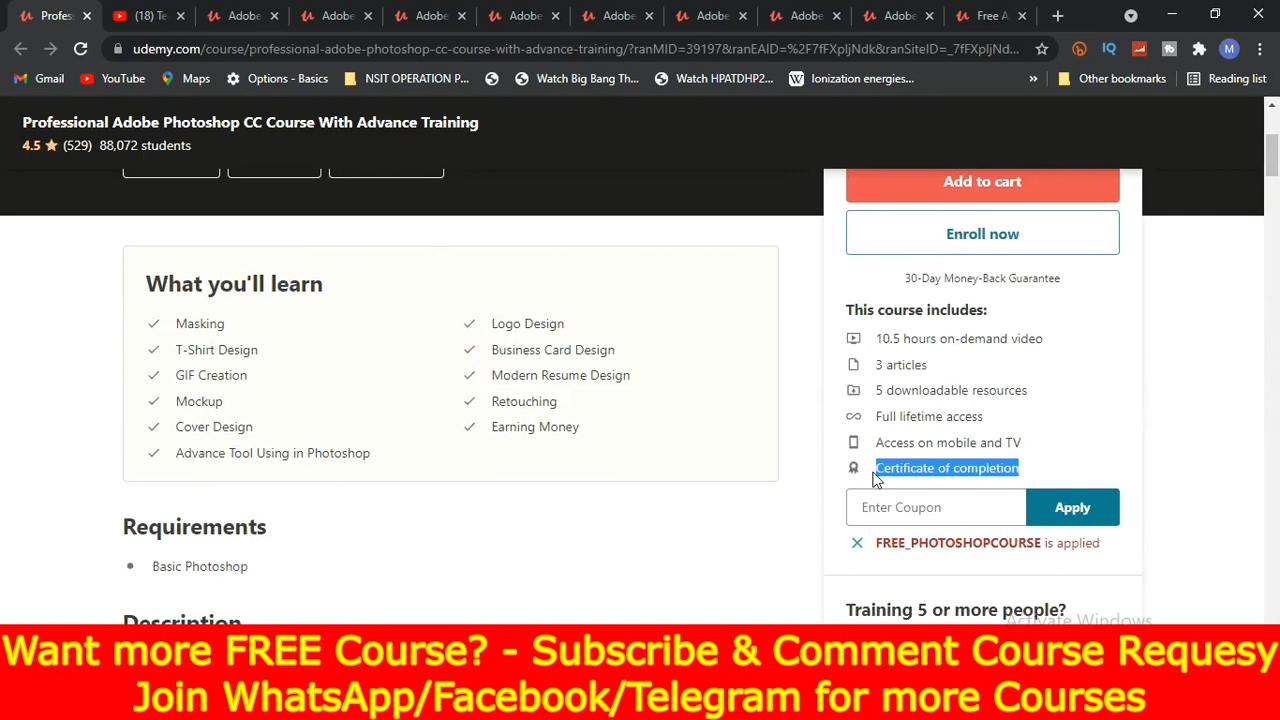 Profes
(18) Te
Adobe
Adobe
Adobe
Adobe
Adobe
Adobe
Adobe
Adobe
Free A
udemy.com/course/professional-adobe-photoshop-cc-course-with-advance-training/?ranMID=39197&ranEAID=%2F7fFXpljNdk&ranSiteID=_7fFXpljNd...
M
Gmail
YouTube
Maps
Options - Basics
NSIT OPERATION P...
Watch Big Bang Th...
Watch HPATDHP2...
Ionization energies...
»
Other bookmarks
Reading list
Professional Adobe Photoshop CC Course With Advance Training
4.5 ★ (529) 88,072 students
Add to cart
Enroll now
30-Day Money-Back Guarantee
What you'll learn
Masking
Logo Design
T-Shirt Design
Business Card Design
GIF Creation
Modern Resume Design
Mockup
Retouching
Cover Design
Earning Money
Advance Tool Using in Photoshop
This course includes:
10.5 hours on-demand video
3 articles
5 downloadable resources
Full lifetime access
Access on mobile and TV
Certificate of completion
Enter Coupon
Apply
FREE_PHOTOSHOPCOURSE is applied
Requirements
Basic Photoshop
Description
Training 5 or more people?
Activate Windows
Want more FREE Course? - Subscribe & Comment Course Requesy
Join WhatsApp/Facebook/Telegram for more Courses